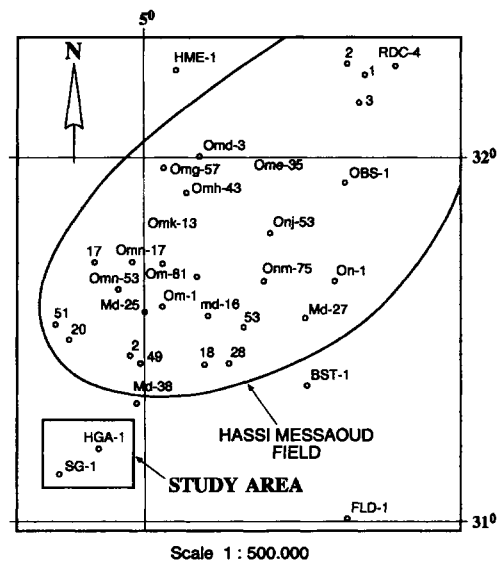 5⁰
N
HME-1
2
RDC-4
1
3
Omd-3
32⁰
Omg-57
Ome-35
OBS-1
Omh-43
Omk-13
Onj-53
17
Omn-17
Omn-53
Om-81
Onm-75
On-1
Md-25
Om-1
md-16
Md-27
51
20
53
2
49
18
28
BST-1
Md-38
HASSI MESSAOUD
FIELD
HGA-1
SG-1
STUDY AREA
FLD-1
31⁰
Scale 1 : 500.000